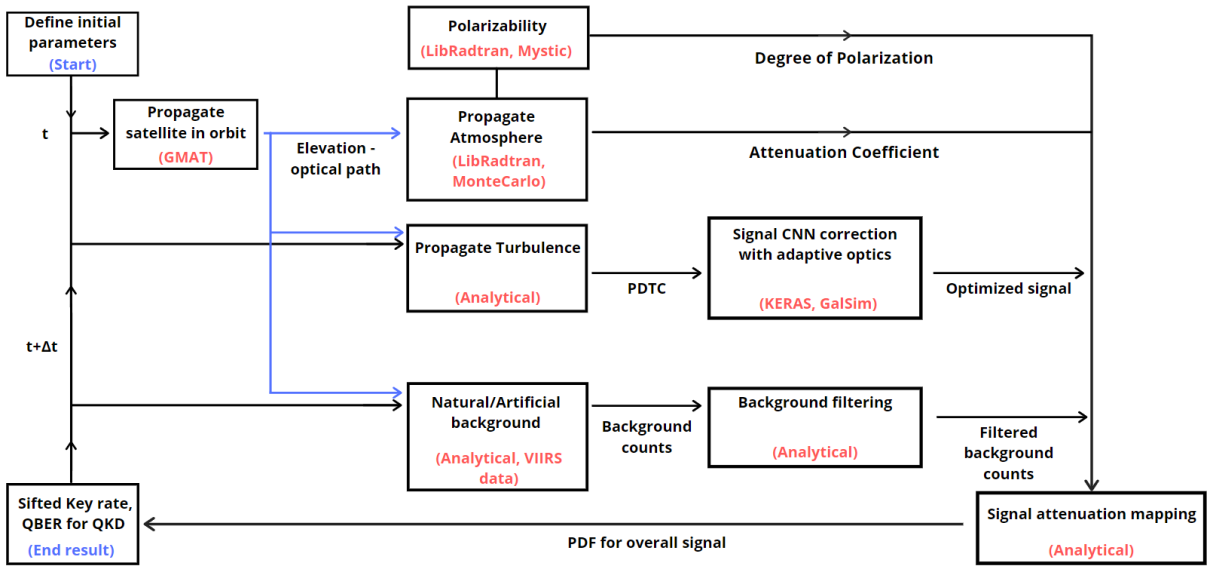 Define initial
parameters
(Start)
t
Propagate
satellite in orbit
(GMAT)
Elevation -
optical path
Polarizability
(LibRadtran, Mystic)
Degree of Polarization
Propagate
Atmosphere
(LibRadtran,
MonteCarlo)
Attenuation Coefficient
Propagate Turbulence
(Analytical)
PDTC
Signal CNN correction
with adaptive optics
(KERAS, GalSim)
Optimized signal
t+Δt
Natural/Artificial
background
(Analytical, VIIRS
data)
Background
counts
Background filtering
(Analytical)
Filtered
background
counts
Sifted Key rate,
QBER for QKD
(End result)
PDF for overall signal
Signal attenuation mapping
(Analytical)